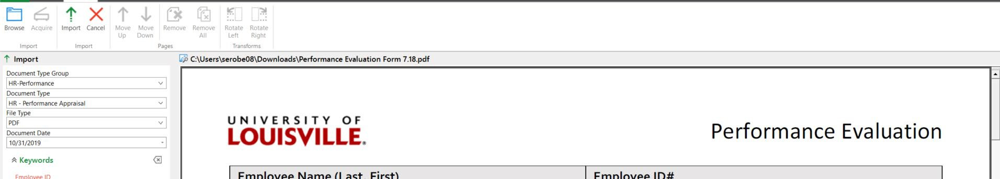 Browse Acquire Import Cancel Move Up Move Down Remove Remove All Rotate Left Rotate Right
Import Import Pages Transforms
Import
C:\Users\serobe08\Downloads\Performance Evaluation Form 7.18.pdf
Document Type Group
HR-Performance
Document Type
HR - Performance Appraisal
File Type
PDF
Document Date
10/31/2019
Keywords
Employee ID
UNIVERSITY OF
LOUISVILLE.
Performance Evaluation
Employee Name (Last, First)
Employee ID#